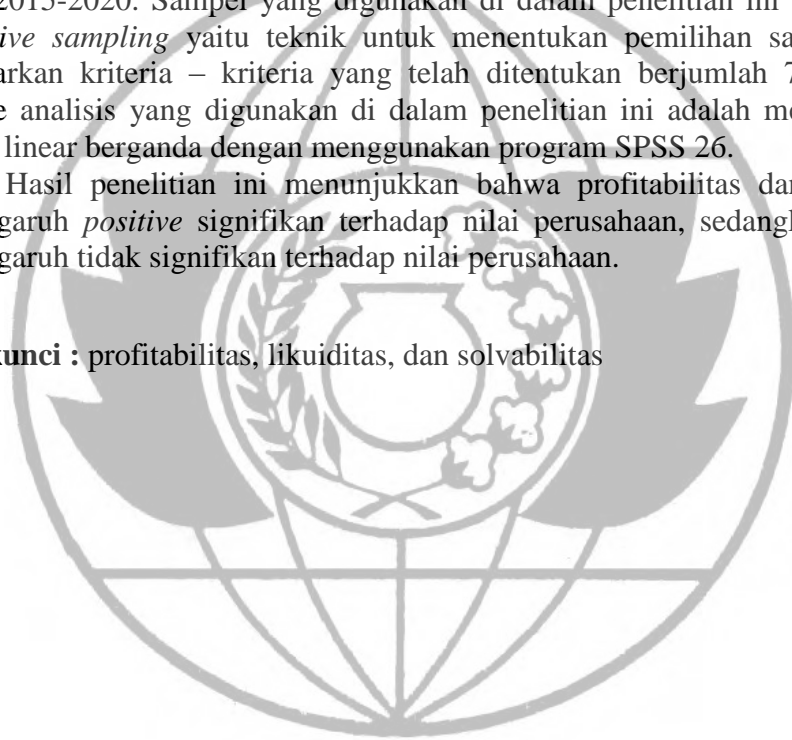 2015-2020. Sampel yang digunakan di dalam penelitian ini
ive sampling yaitu teknik untuk menentukan pemilihan sa
arkan kriteria – kriteria yang telah ditentukan berjumlah 7
e analisis yang digunakan di dalam penelitian ini adalah me
linear berganda dengan menggunakan program SPSS 26.
Hasil penelitian ini menunjukkan bahwa profitabilitas dar
garuh positive signifikan terhadap nilai perusahaan, sedangk
garuh tidak signifikan terhadap nilai perusahaan.
kunci : profitabilitas, likuiditas, dan solvabilitas